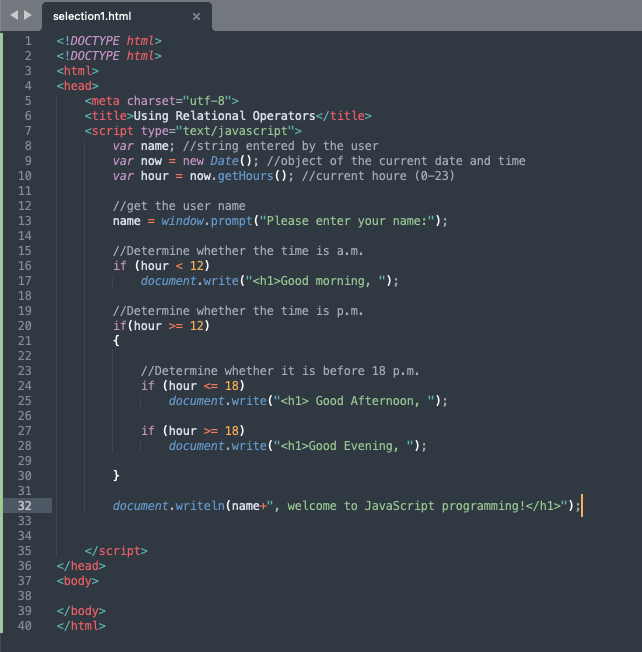 selection1.html ×
1 <!DOCTYPE html>
2 <!DOCTYPE html>
3 <html>
4 <head>
5     <meta charset="utf-8">
6     <title>Using Relational Operators</title>
7     <script type="text/javascript">
8         var name; //string entered by the user
9         var now = new Date(); //object of the current date and time
10         var hour = now.getHours(); //current houre (0-23)
11
12         //get the user name
13         name = window.prompt("Please enter your name:");
14
15         //Determine whether the time is a.m.
16         if (hour < 12)
17             document.write("<h1>Good morning, ");
18
19         //Determine whether the time is p.m.
20         if(hour >= 12)
21         {
22
23             //Determine whether it is before 18 p.m.
24             if (hour <= 18)
25                 document.write("<h1> Good Afternoon, ");
26
27             if (hour >= 18)
28                 document.write("<h1>Good Evening, ");
29
30         }
31
32         document.writeln(name+", welcome to JavaScript programming!</h1>");
33
34
35     </script>
36 </head>
37 <body>
38
39 </body>
40 </html>